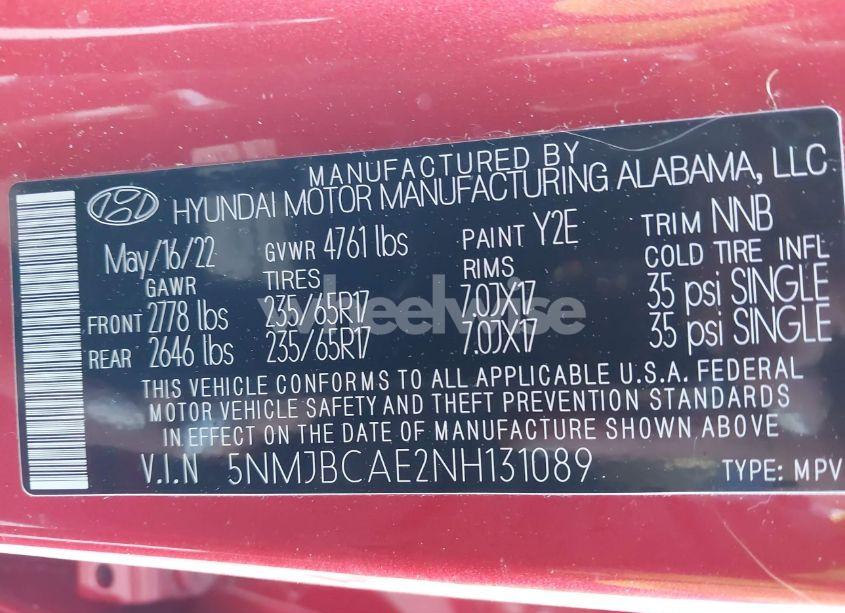 MANUFACTURED BY
HYUNDAI MOTOR MANUFACTURING ALABAMA, LLC
May/16/22 GVWR 4761 lbs PAINT Y2E TRIM NNB
GAWR TIRES RIMS COLD TIRE INFL
FRONT 2778 lbs 235/65R17 7.0JX17 35 psi SINGLE
REAR 2646 lbs 235/65R17 7.0JX17 35 psi SINGLE
wheelwise
THIS VEHICLE CONFORMS TO ALL APPLICABLE U.S.A. FEDERAL
MOTOR VEHICLE SAFETY AND THEFT PREVENTION STANDARDS
IN EFFECT ON THE DATE OF MANUFACTURE SHOWN ABOVE
V.I.N 5NMJBCAE2NH131089 TYPE: MPV